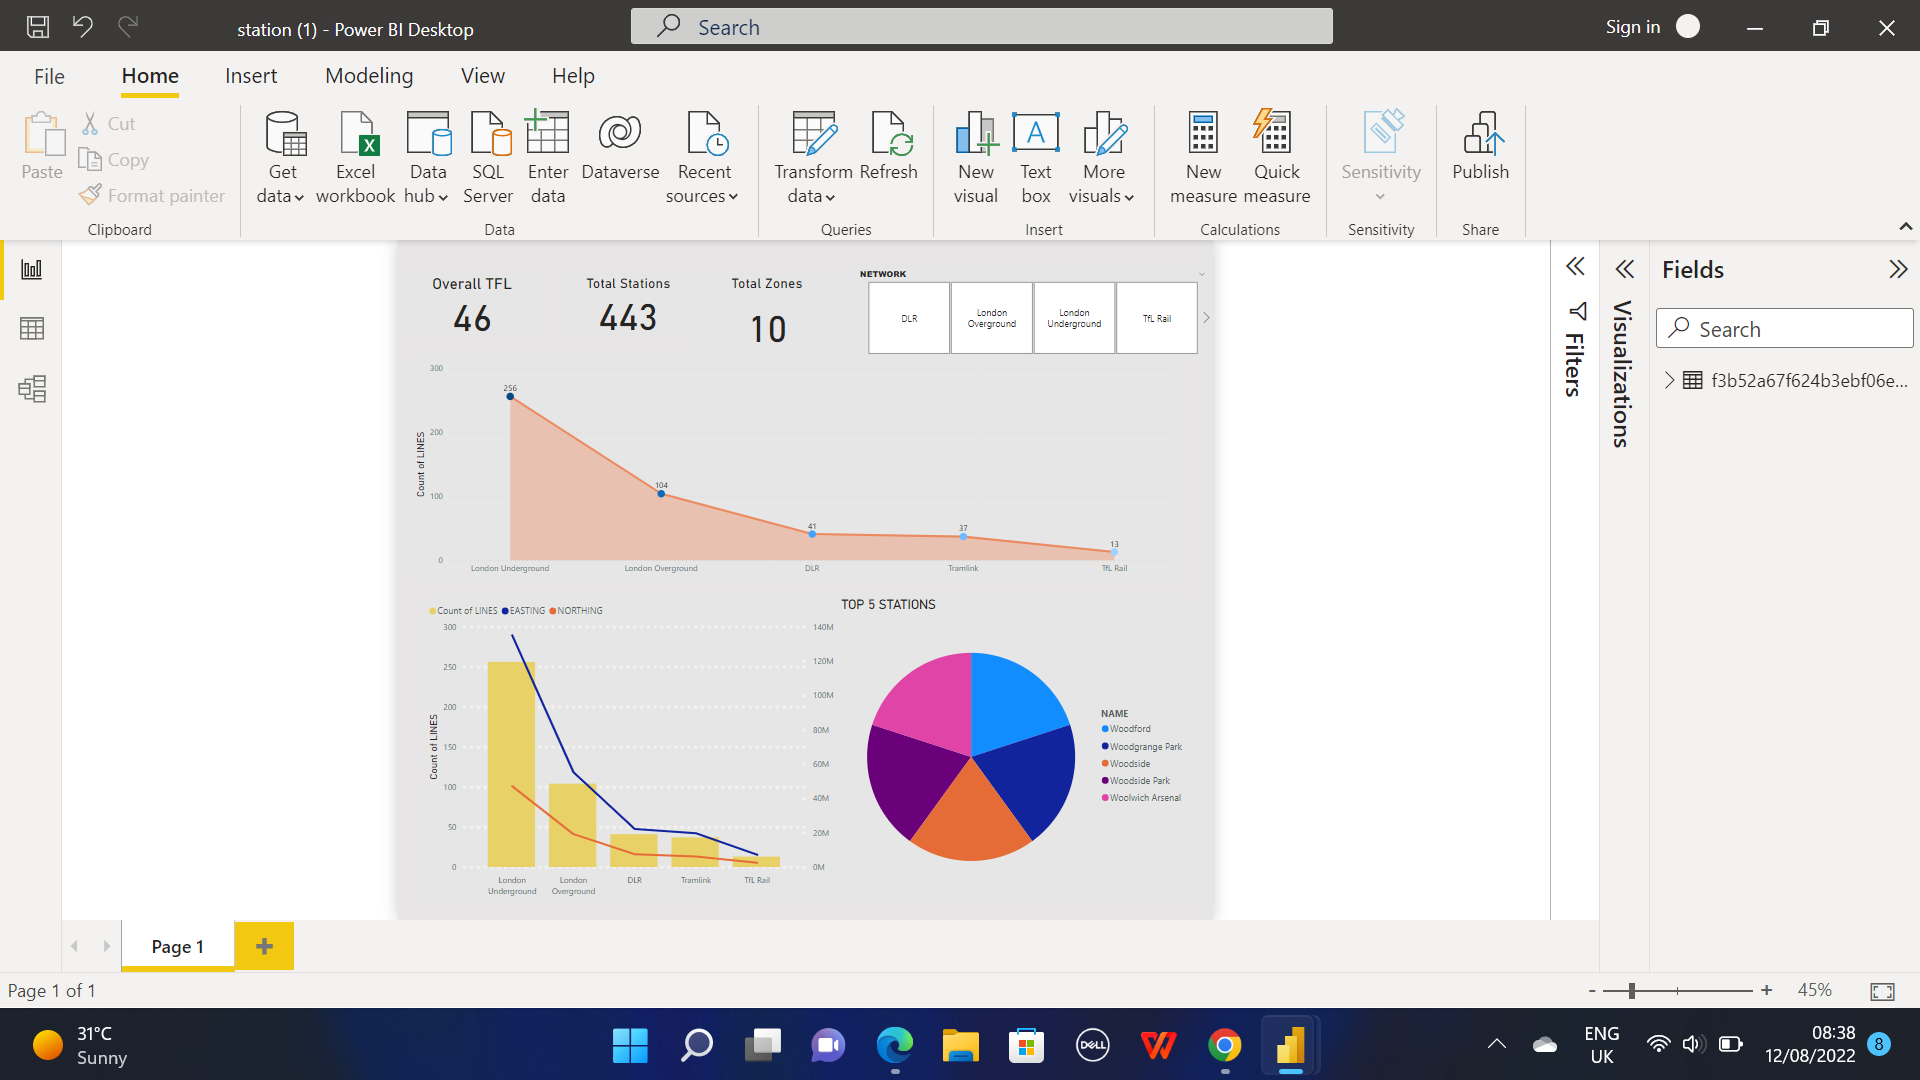 station (1) - Power BI Desktop
Search
Sign in
File Home Insert Modeling View Help
Paste
Cut
Copy
Format painter
Clipboard
Get data
Excel workbook
Data hub
SQL Server
Enter data
Dataverse
Recent sources
Data
Transform data
Refresh
Queries
New visual
Text box
More visuals
Insert
New measure
Quick measure
Calculations
Sensitivity
Sensitivity
Publish
Share
Overall TFL
46
Total Stations
443
Total Zones
10
NETWORK
DLR
London Overground
London Underground
TfL Rail
Count of LINES
300
200
100
0
256
104
41
37
13
London Underground
London Overground
DLR
Tramlink
TfL Rail
Count of LINES EASTING NORTHING
Count of LINES
300
250
200
150
100
50
0
140M
120M
100M
80M
60M
40M
20M
0M
London Underground
London Overground
DLR
Tramlink
TfL Rail
TOP 5 STATIONS
NAME
Woodford
Woodgrange Park
Woodside
Woodside Park
Woolwich Arsenal
Filters
Visualizations
Fields
Search
f3b52a67f624b3ebf06e...
Page 1
Page 1 of 1
- + 45%
31°C
Sunny
DELL
ENG
UK
08:38
12/08/2022
8